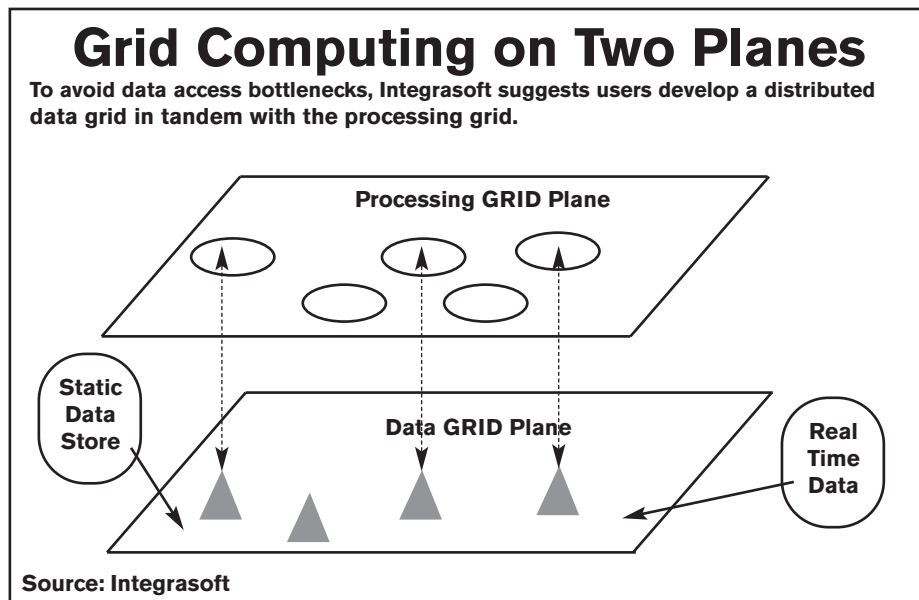 Grid Computing on Two Planes
To avoid data access bottlenecks, Integrasoft suggests users develop a distributed
data grid in tandem with the processing grid.
Processing GRID Plane
Static
Data
Store
Data GRID Plane
Real
Time
Data
Source: Integrasoft